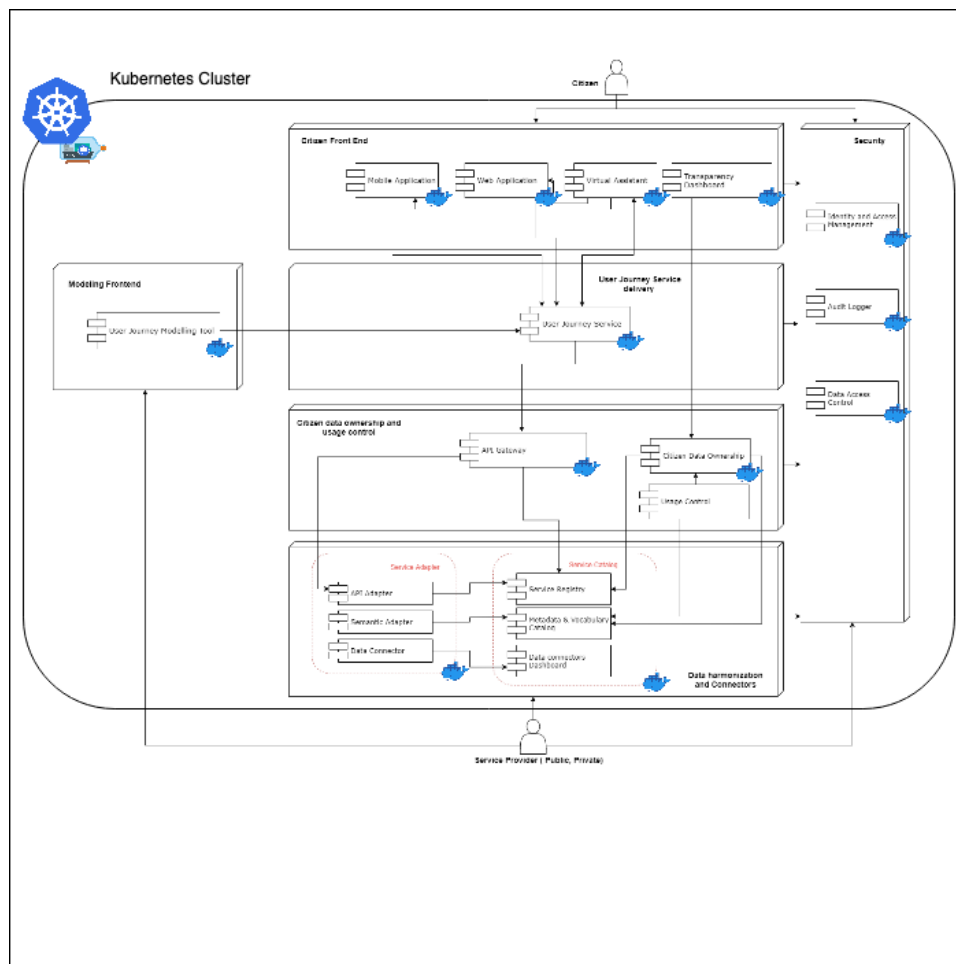 Kubernetes Cluster
Citizen
Citizen Front End
Security
Mobile Application
Web Application
Virtual Assistent
Transparency
Dashboard
Identity and Access
Management
Modeling Frontend
User Journey Service
delivery
User Journey Modelling Tool
User Journey Service
Audit Logger
Data Access
Control
Citizen data ownership and
usage control
API Gateway
Citizen Data Ownership
Usage Control
Service Adapter
Service Catalog
API Adapter
Service Registry
Semantic Adapter
Metadata & Vocabulary
Catalog
Data Connector
Data connectors
Dashboard
Data harmonization
and Connectors
Service Provider ( Public, Private)